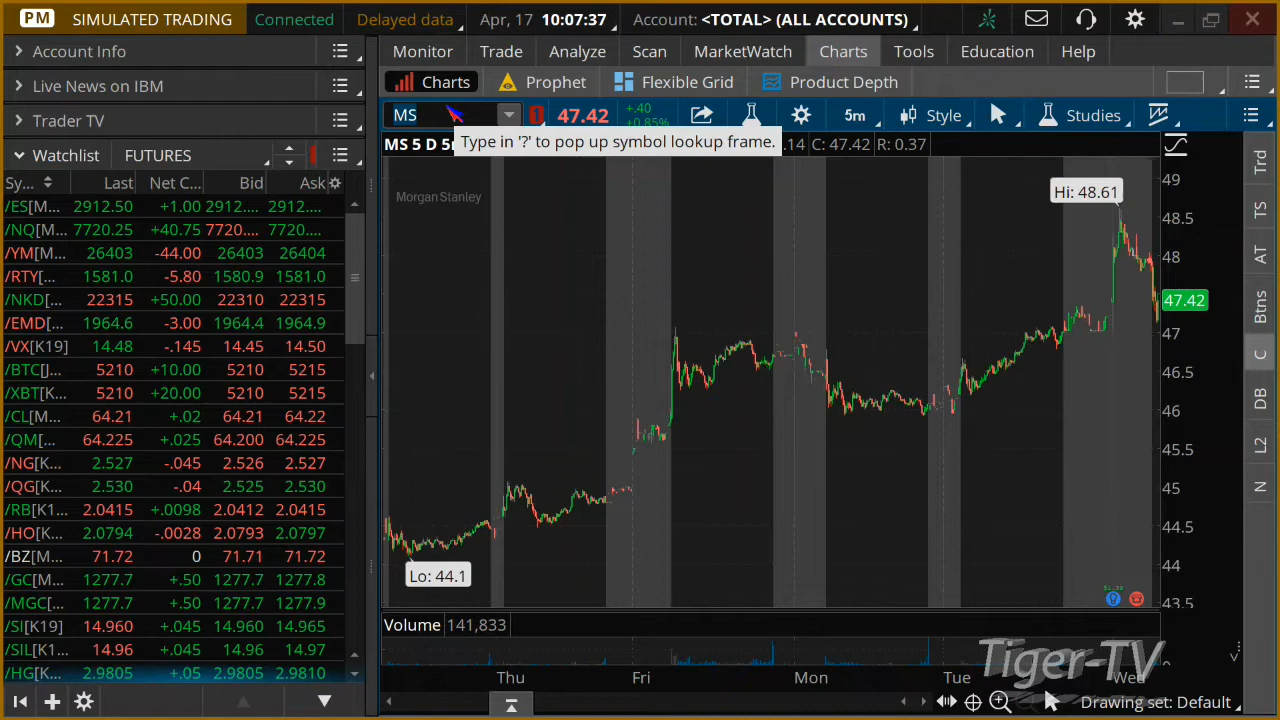 PM SIMULATED TRADING Connected Delayed data Apr, 17 10:07:37 Account: <TOTAL> (ALL ACCOUNTS)
Account Info
Live News on IBM
Trader TV
Watchlist FUTURES
Sy... Last Net C... Bid Ask
/ES[M... 2912.50 +1.00 2912.... 2912....
/NQ[M... 7720.25 +40.75 7720.... 7720....
/YM[M... 26403 -44.00 26403 26404
/RTY[... 1581.0 -5.80 1580.9 1581.0
/NKD[... 22315 +50.00 22310 22315
/EMD[... 1964.6 -3.00 1964.4 1964.9
/VX[K19] 14.48 -.145 14.45 14.50
/BTC[J... 5210 +10.00 5210 5215
/XBT[K... 5210 +20.00 5210 5215
/CL[M... 64.21 +.02 64.21 64.22
/QM[... 64.225 +.025 64.200 64.225
/NG[K... 2.527 -.045 2.526 2.527
/QG[K... 2.530 -.04 2.525 2.530
/RB[K1... 2.0415 +.0098 2.0412 2.0415
/HO[K... 2.0794 -.0028 2.0793 2.0797
/BZ[M... 71.72 0 71.71 71.72
/GC[M... 1277.7 +.50 1277.7 1277.8
/MGC[... 1277.7 +.50 1277.7 1277.9
/SI[K19] 14.960 +.045 14.960 14.965
/SIL[K1... 14.96 +.045 14.96 14.97
/HG[K... 2.9805 +.05 2.9805 2.9810
Monitor Trade Analyze Scan MarketWatch Charts Tools Education Help
Charts Prophet Flexible Grid Product Depth
MS 1 47.42 +.40 +0.85% 5m Style Studies
Type in '?' to pop up symbol lookup frame.
MS 5 D 5m .14 C: 47.42 R: 0.37
Morgan Stanley
Hi: 48.61
Lo: 44.1
49
48.5
48
47.42
47
46.5
46
45.5
45
44.5
44
43.5
Volume 141,833
Thu Fri Mon Tue Wed
Tiger-TV
Drawing set: Default
Trd
TS
AT
Btns
C
DB
L2
N